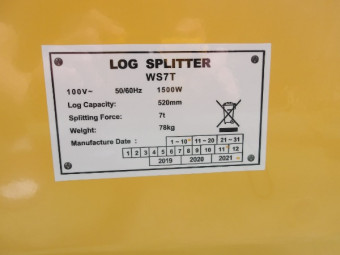 LOG SPLITTER
WS7T
100V~ 50/60Hz 1500W
Log Capacity: 520mm
Splitting Force: 7t
Weight: 78kg
Manufacture Date : 1-10 11-20 21-31
1 2 3 4 5 6 7 8 9 10 11 12
2019 2020 2021